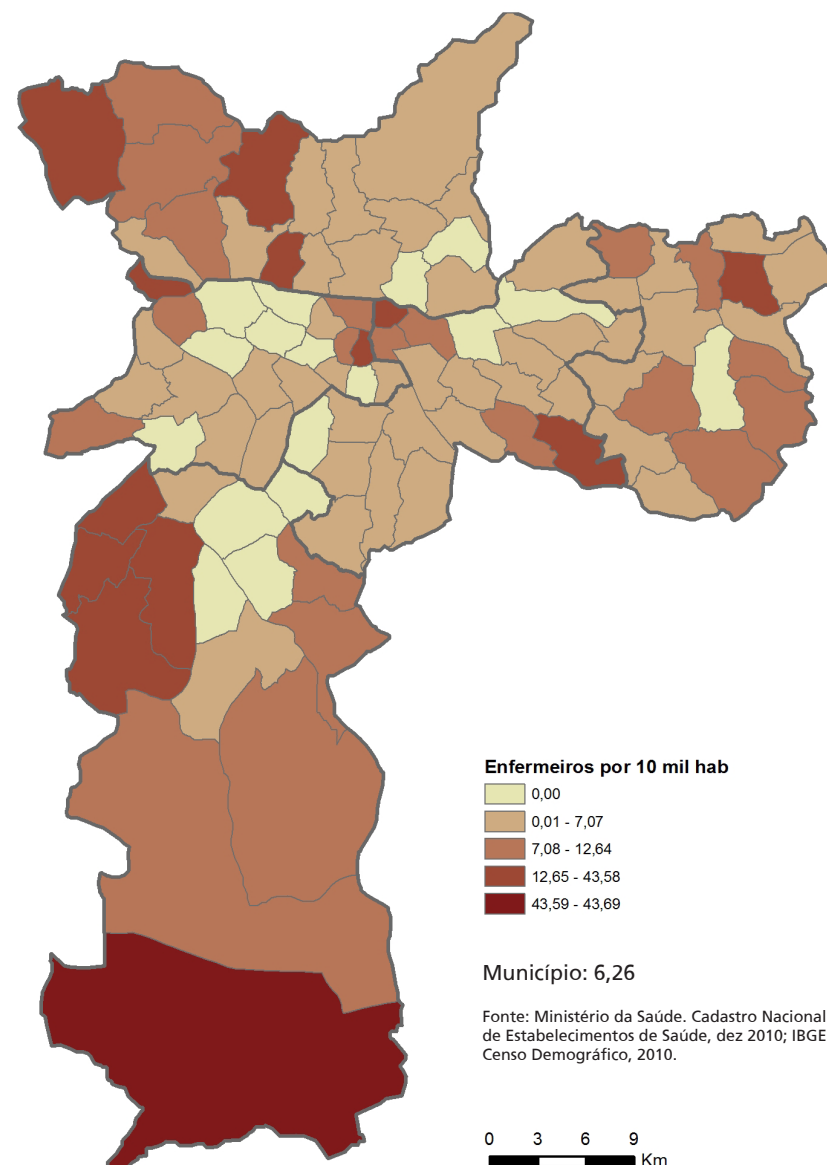 Enfermeiros por 10 mil hab
0,00
0,01 - 7,07
7,08 - 12,64
12,65 - 43,58
43,59 - 43,69
Município: 6,26
Fonte: Ministério da Saúde. Cadastro Nacional
de Estabelecimentos de Saúde, dez 2010; IBGE
Censo Demográfico, 2010.
0 3 6 9
Km